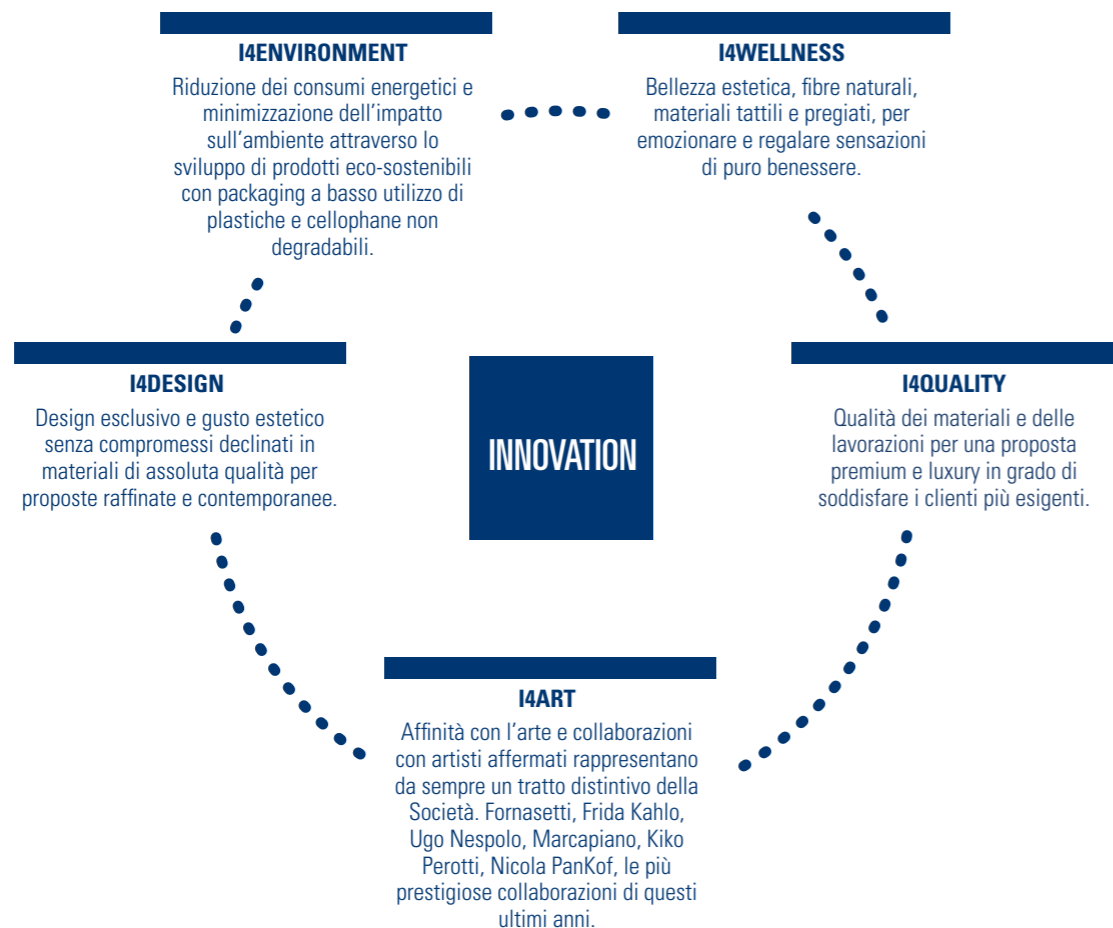 I4ENVIRONMENT
Riduzione dei consumi energetici e
minimizzazione dell'impatto
sull'ambiente attraverso lo
sviluppo di prodotti eco-sostenibili
con packaging a basso utilizzo di
plastiche e cellophane non
degradabili.
I4WELLNESS
Bellezza estetica, fibre naturali,
materiali tattili e pregiati, per
emozionare e regalare sensazioni
di puro benessere.
I4DESIGN
Design esclusivo e gusto estetico
senza compromessi declinati in
materiali di assoluta qualità per
proposte raffinate e contemporanee.
INNOVATION
I4QUALITY
Qualità dei materiali e delle
lavorazioni per una proposta
premium e luxury in grado di
soddisfare i clienti più esigenti.
I4ART
Affinità con l'arte e collaborazioni
con artisti affermati rappresentano
da sempre un tratto distintivo della
Società. Fornasetti, Frida Kahlo,
Ugo Nespolo, Marcapiano, Kiko
Perotti, Nicola PanKof, le più
prestigiose collaborazioni di questi
ultimi anni.